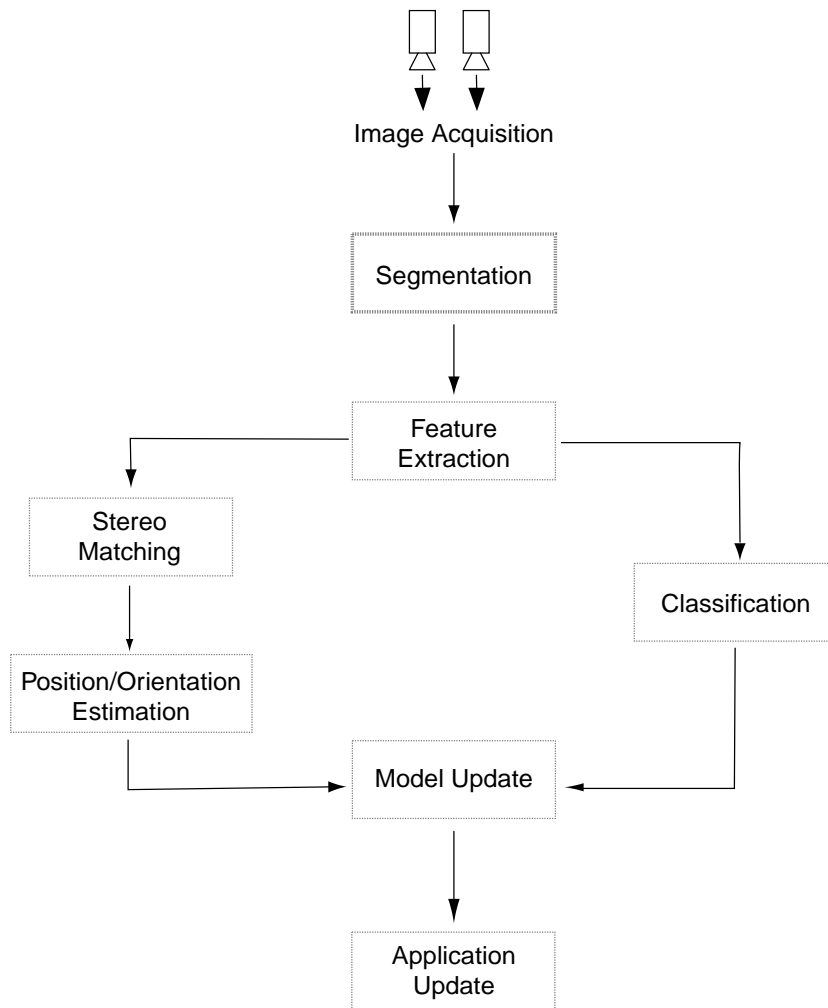 Image Acquisition
Segmentation
Feature
Extraction
Stereo
Matching
Classification
Position/Orientation
Estimation
Model Update
Application
Update